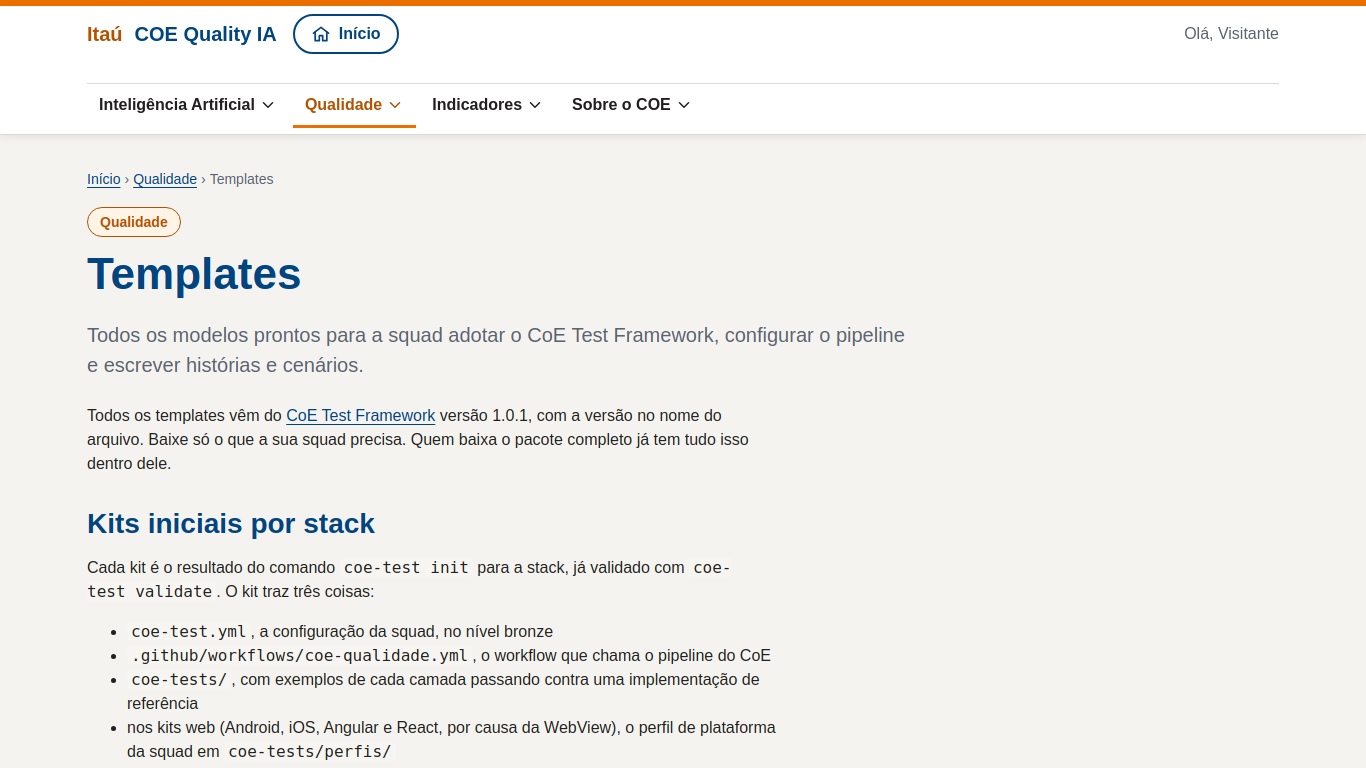 Itaú COE Quality IA Início Olá, Visitante
Inteligência Artificial Qualidade Indicadores Sobre o COE
Início › Qualidade › Templates
Qualidade
Templates
Todos os modelos prontos para a squad adotar o CoE Test Framework, configurar o pipeline
e escrever histórias e cenários.
Todos os templates vêm do CoE Test Framework versão 1.0.1, com a versão no nome do
arquivo. Baixe só o que a sua squad precisa. Quem baixa o pacote completo já tem tudo isso
dentro dele.
Kits iniciais por stack
Cada kit é o resultado do comando coe-test init para a stack, já validado com coe-
test validate. O kit traz três coisas:
• coe-test.yml, a configuração da squad, no nível bronze
• .github/workflows/coe-qualidade.yml, o workflow que chama o pipeline do CoE
• coe-tests/, com exemplos de cada camada passando contra uma implementação de
referência
• nos kits web (Android, iOS, Angular e React, por causa da WebView), o perfil de plataforma
da squad em coe-tests/perfis/